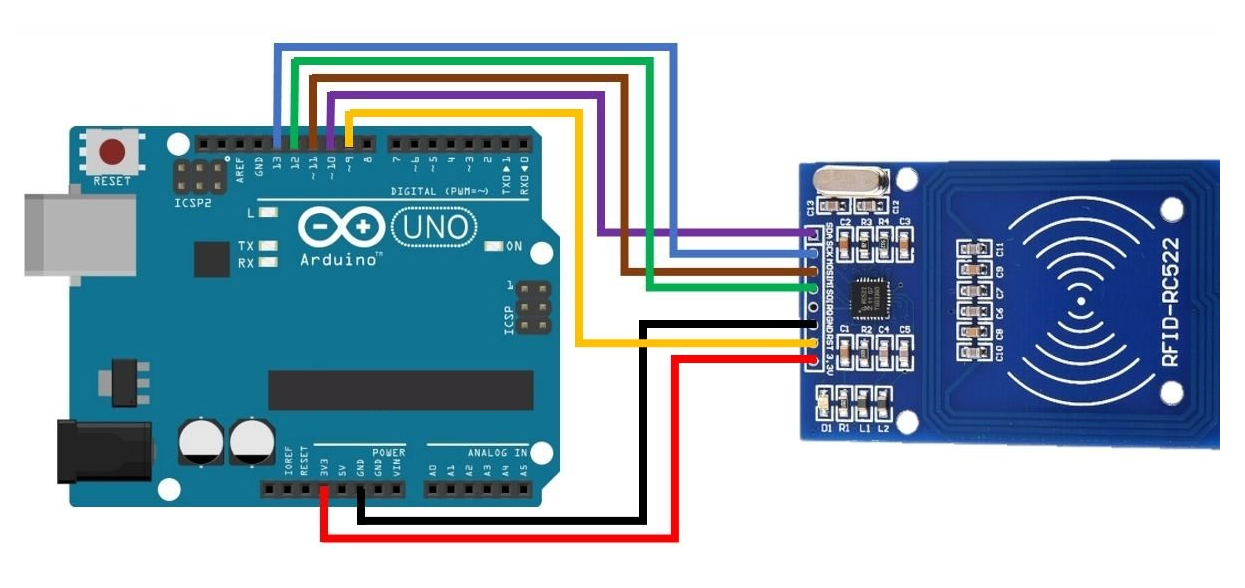 RESET
ICSP2
AREF
GND
13
12
~11
~10
~9
8
7
~6
~5
4
~3
2
TX0▶1
RX0◀0
DIGITAL (PWM=~)
L
TX
RX
UNO
Arduino™
ON
1
ICSP
POWER
ANALOG IN
IOREF
RESET
3V3
5V
GND
GND
VIN
A0
A1
A2
A3
A4
A5
C13
C12
C2
R3
R4
C3
SDA
SCK
MOSI
MISO
IRQ
GND
RST
3.3V
C1
R2
C4
C5
D1
R1
L1
L2
C11
C9
C7
C6
C8
C10
RFID-RC522